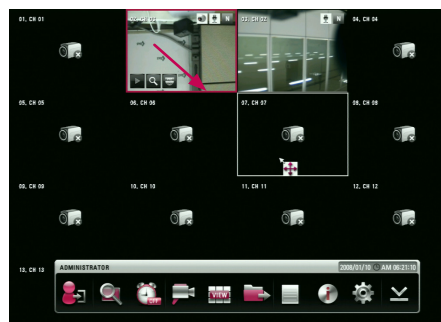 01, CH 01
03, CH 02
04, CH 04
N
N
05, CH 05
06, CH 06
07, CH 07
08, CH 08
09, CH 09
10, CH 10
11, CH 11
12, CH 12
13, CH 13
ADMINISTRATOR
2008/01/10 AM 06:21:10
VIEW